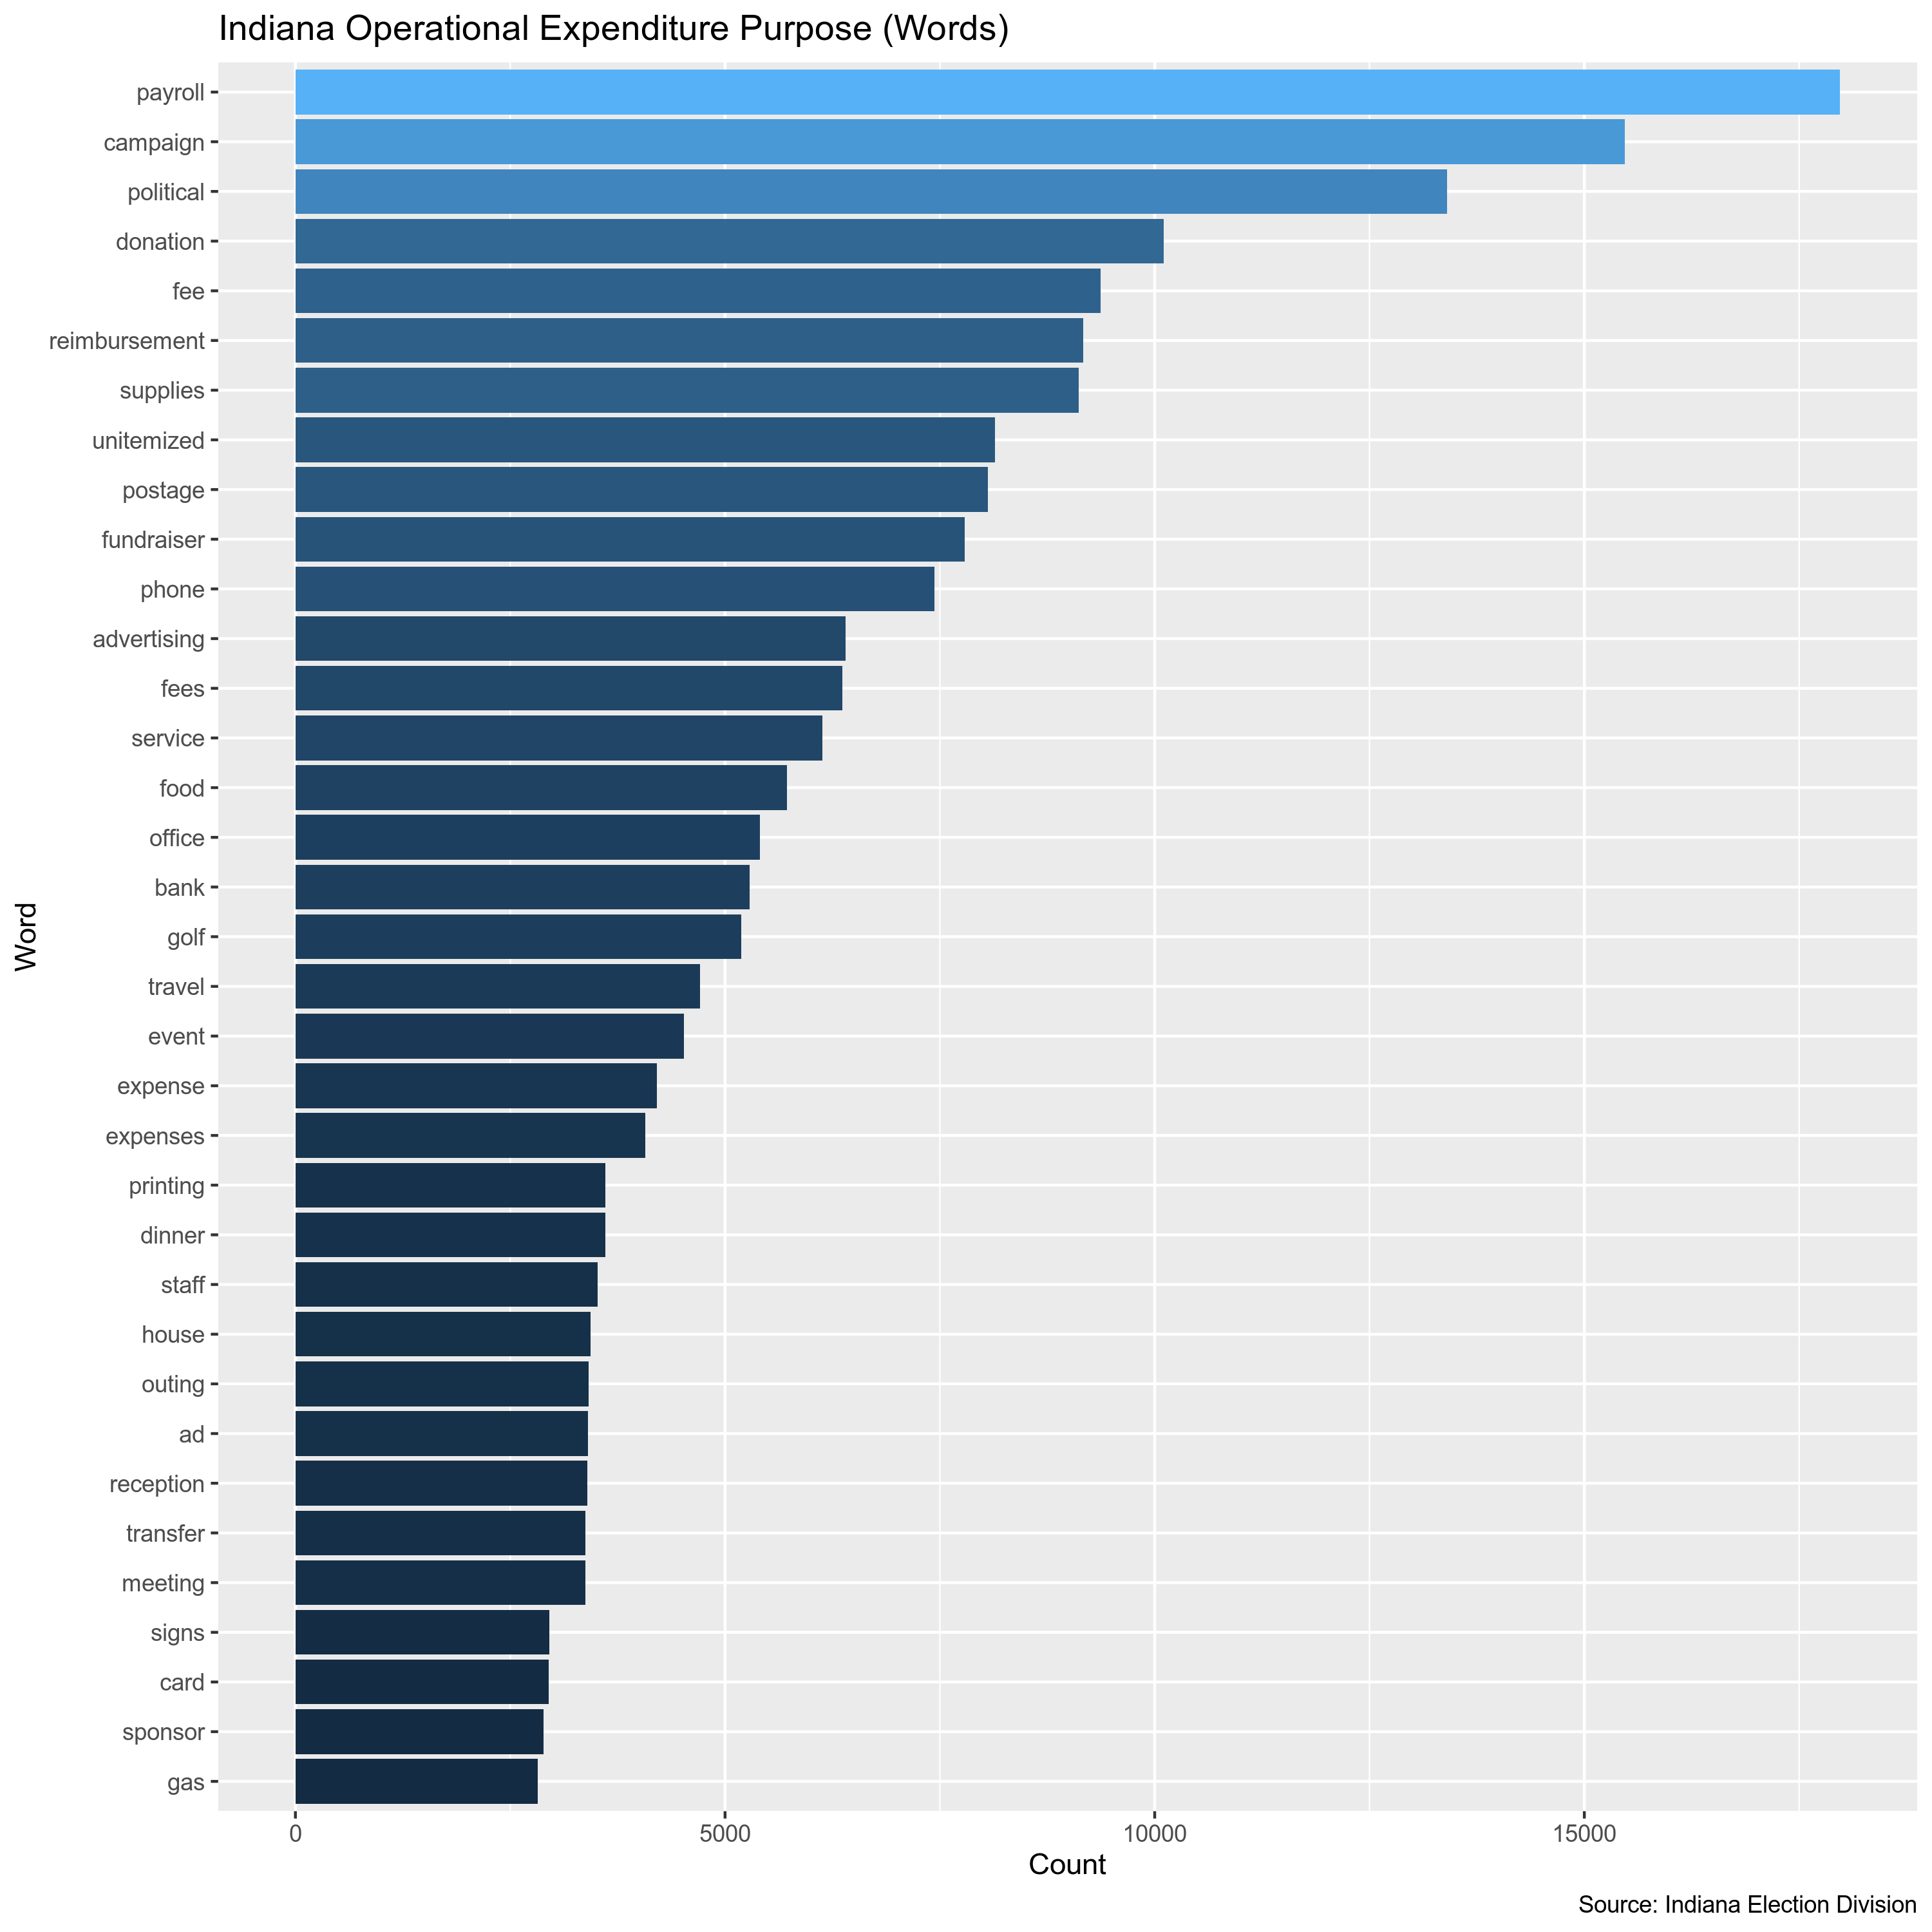 Indiana Operational Expenditure Purpose (Words)
payroll
campaign
political
donation
fee
reimbursement
supplies
unitemized
postage
fundraiser
phone
advertising
fees
service
food
office
bank
golf
travel
event
expense
expenses
printing
dinner
staff
house
outing
ad
reception
transfer
meeting
signs
card
sponsor
gas
Word
0 5000 10000 15000
Count
Source: Indiana Election Division